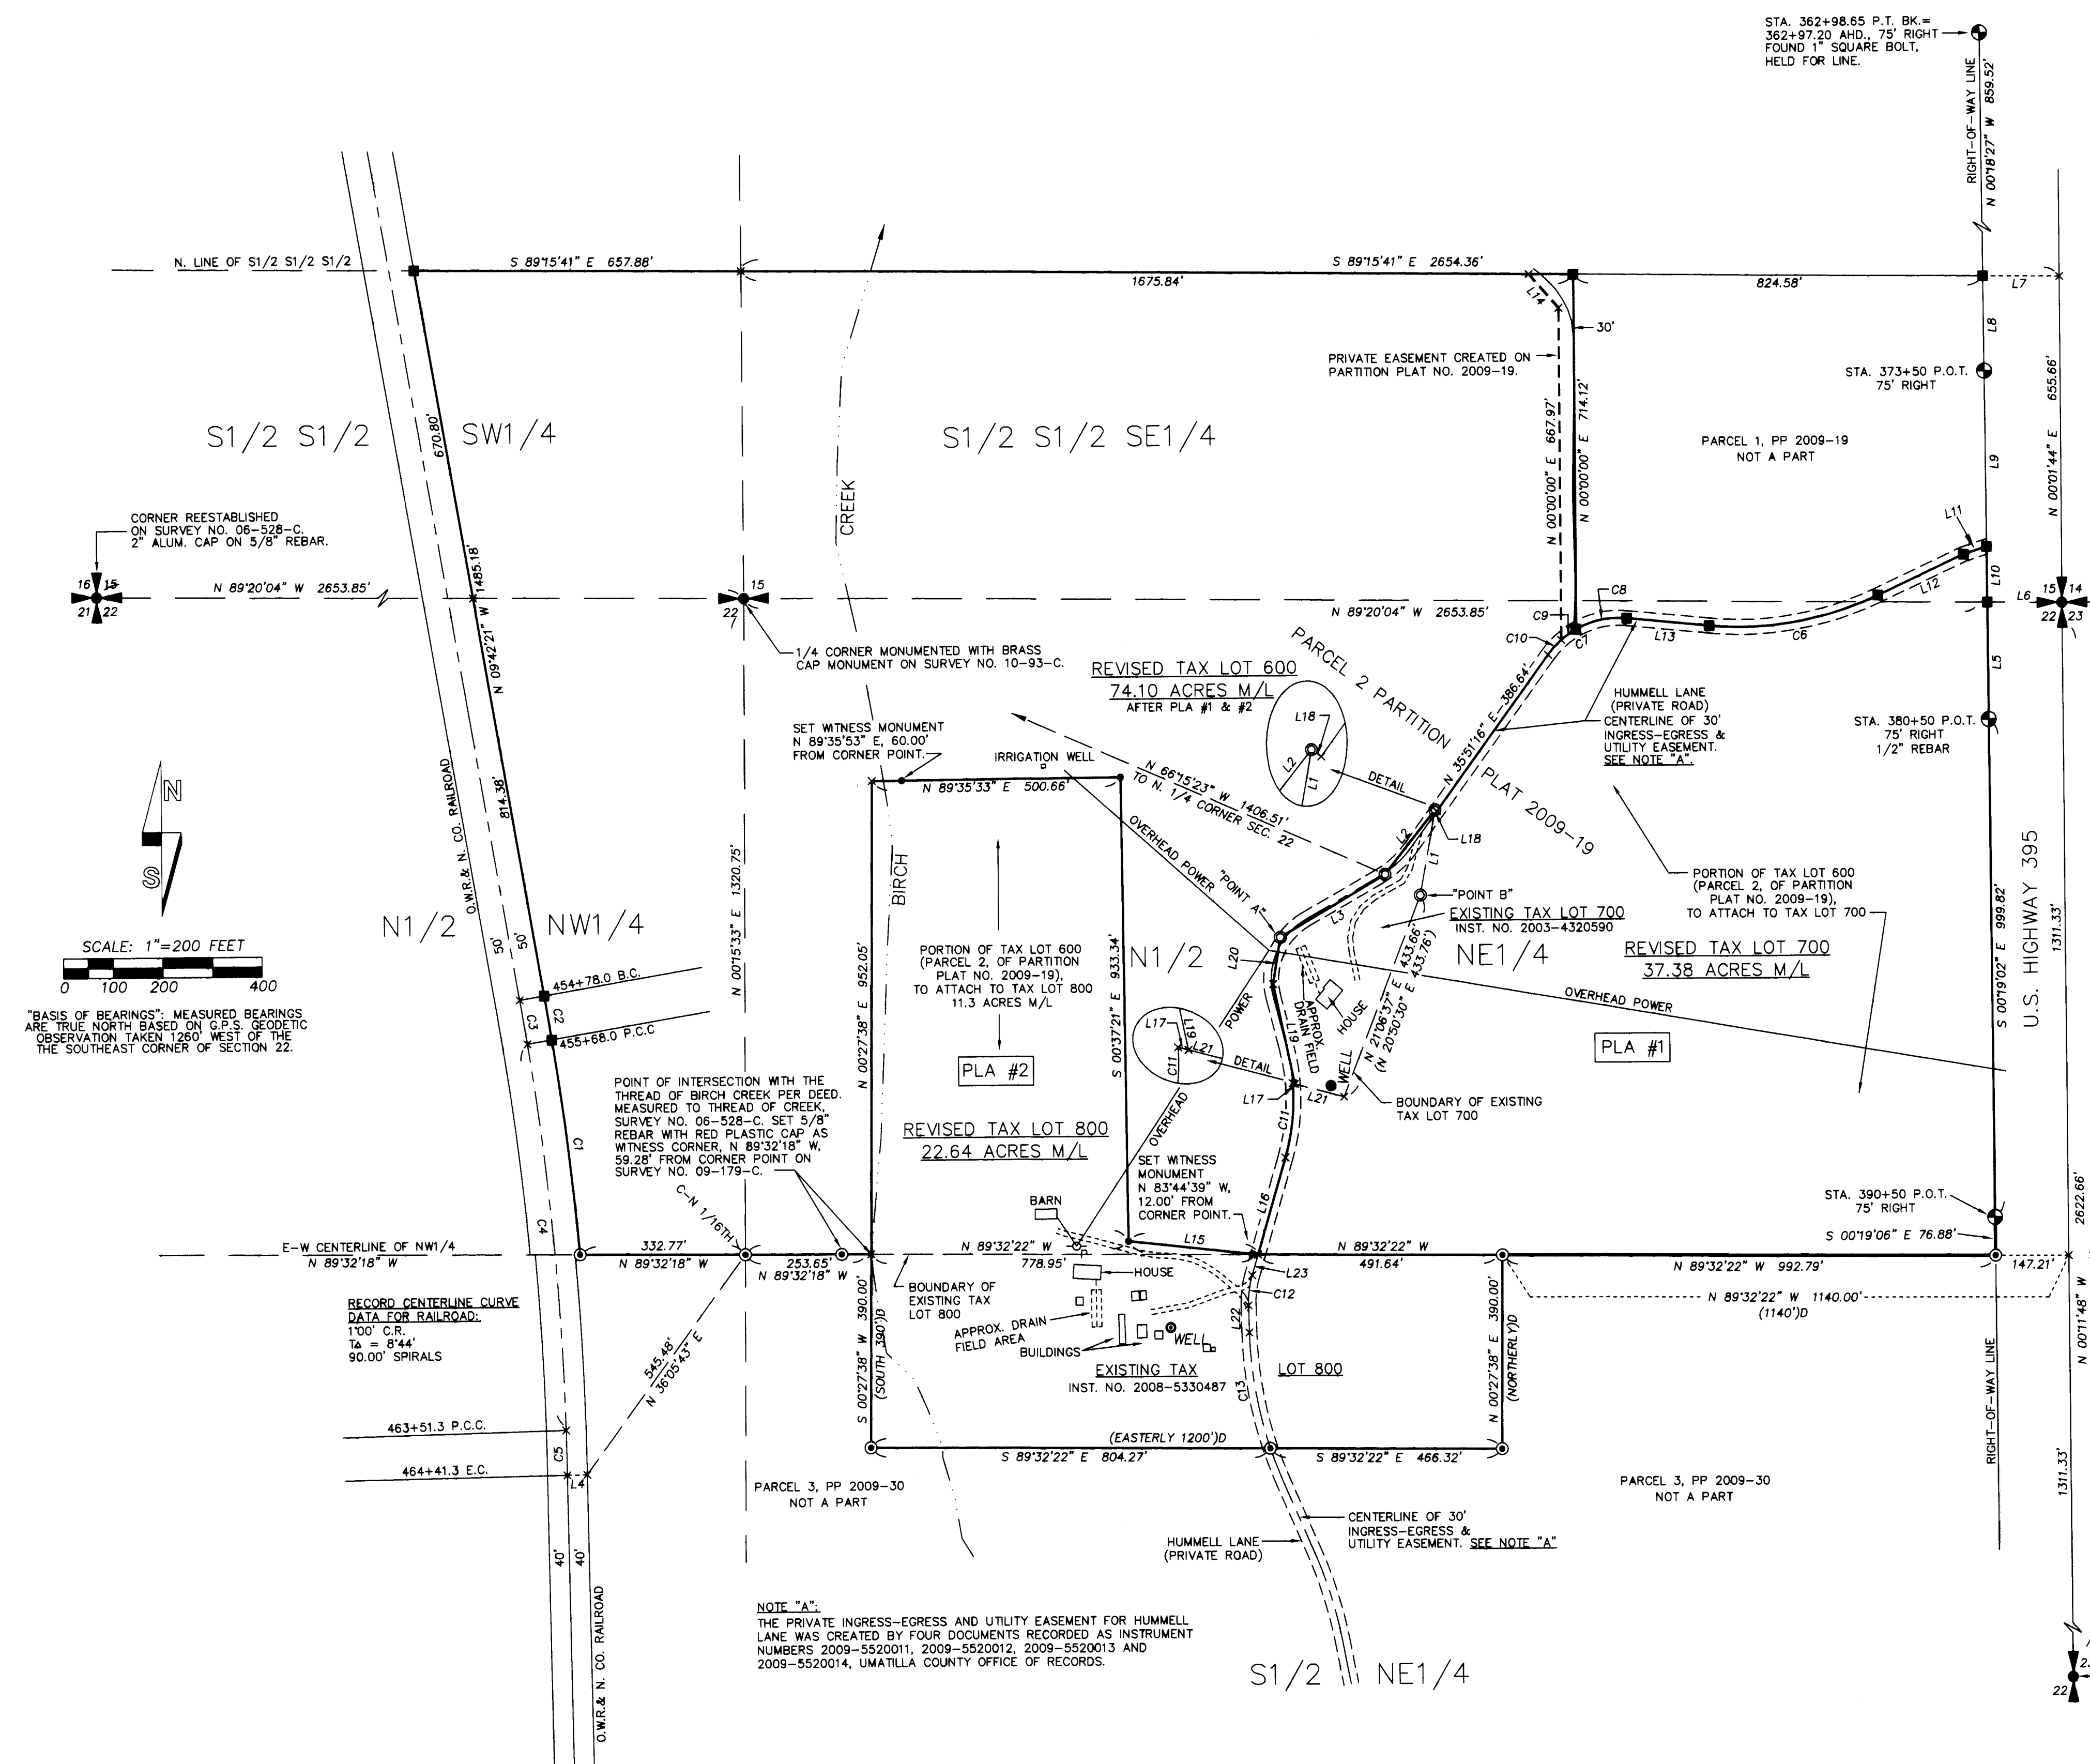 STA. 362+98.65 P.T. BK.=
362+97.20 AHD., 75' RIGHT
FOUND 1" SQUARE BOLT,
HELD FOR LINE.
RIGHT-OF-WAY LINE
N 00°18'27" W 859.52'
N. LINE OF S1/2 S1/2 S1/2
S 89°15'41" E 657.88'
S 89°15'41" E 2654.36'
1675.84'
824.58'
L7
L14
30'
L8
PRIVATE EASEMENT CREATED ON
PARTITION PLAT NO. 2009-19.
STA. 373+50 P.O.T.
75' RIGHT
N 00°01'44" E 655.66'
670.80'
S1/2 S1/2
SW1/4
S1/2 S1/2 SE1/4
N 00°00'00" E 667.97'
N 00°00'00" E 714.12'
PARCEL 1, PP 2009-19
NOT A PART
L9
CREEK
CORNER REESTABLISHED
ON SURVEY NO. 06-528-C.
2" ALUM. CAP ON 5/8" REBAR.
L11
16 15
21 22
N 89°20'04" W 2653.85'
1485.18'
N 09°42'21" W
15
22
N 89°20'04" W 2653.85'
C9
C8
C10
C7
L13
C6
L12
L10
L6
15 14
22 23
1/4 CORNER MONUMENTED WITH BRASS
CAP MONUMENT ON SURVEY NO. 10-93-C.
REVISED TAX LOT 600
74.10 ACRES M/L
AFTER PLA #1 & #2
PARCEL 2 PARTITION
PLAT 2009-19
L5
L18
L2
L1
DETAIL
N 35°51'16" E 386.64'
HUMMELL LANE
(PRIVATE ROAD)
CENTERLINE OF 30'
INGRESS-EGRESS &
UTILITY EASEMENT.
SEE NOTE "A".
STA. 380+50 P.O.T.
75' RIGHT
1/2" REBAR
SET WITNESS MONUMENT
N 89°35'53" E, 60.00'
FROM CORNER POINT.
IRRIGATION WELL
N 89°35'33" E 500.66'
N 66°15'23" W 1406.51'
TO N. 1/4 CORNER SEC. 22
OVERHEAD POWER
L2
L18
L1
814.38'
O.W.R.& N. CO. RAILROAD
N
S
N 00°15'33" E 1320.75'
BIRCH
"POINT A"
"POINT B"
L3
EXISTING TAX LOT 700
INST. NO. 2003-4320590
PORTION OF TAX LOT 600
(PARCEL 2, OF PARTITION
PLAT NO. 2009-19),
TO ATTACH TO TAX LOT 700
U.S. HIGHWAY 395
S 00°19'02" E 999.82'
1311.33'
N1/2
NW1/4
SCALE: 1"=200 FEET
0 100 200 400
50'
50'
N 00°27'38" E 952.05'
PORTION OF TAX LOT 600
(PARCEL 2, OF PARTITION
PLAT NO. 2009-19),
TO ATTACH TO TAX LOT 800
11.3 ACRES M/L
S 00°37'21" E 933.34'
N1/2
NE1/4
REVISED TAX LOT 700
37.38 ACRES M/L
L20
N 21°06'37" E 433.66'
(N 20°50'30" E 433.76')
OVERHEAD POWER
454+78.0 B.C.
C3
C2
455+68.0 P.C.C
"BASIS OF BEARINGS": MEASURED BEARINGS
ARE TRUE NORTH BASED ON G.P.S. GEODETIC
OBSERVATION TAKEN 1260' WEST OF THE
THE SOUTHEAST CORNER OF SECTION 22.
PLA #2
PLA #1
POWER
L17
L19
L21
C11
DETAIL
L19
APPROX.
DRAIN FIELD
HOUSE
WELL
L17
L21
BOUNDARY OF EXISTING
TAX LOT 700
POINT OF INTERSECTION WITH THE
THREAD OF BIRCH CREEK PER DEED.
MEASURED TO THREAD OF CREEK,
SURVEY NO. 06-528-C. SET 5/8"
REBAR WITH RED PLASTIC CAP AS
WITNESS CORNER, N 89°32'18" W,
59.28' FROM CORNER POINT ON
SURVEY NO. 09-179-C.
REVISED TAX LOT 800
22.64 ACRES M/L
OVERHEAD
C11
C1
C-N 1/16TH
SET WITNESS
MONUMENT
N 83°44'39" W,
12.00' FROM
CORNER POINT.
L16
BARN
P
C4
STA. 390+50 P.O.T.
75' RIGHT
S 00°19'06" E 76.88'
2622.66'
E-W CENTERLINE OF NW1/4
N 89°32'18" W
332.77'
N 89°32'18" W
253.65'
N 89°32'18" W
N 89°32'22" W
778.95'
L15
N 89°32'22" W
491.64'
N 89°32'22" W 992.79'
147.21'
HOUSE
L23
C12
L22
N 89°32'22" W 1140.00'
(1140')D
BOUNDARY OF
EXISTING TAX
LOT 800
RECORD CENTERLINE CURVE
DATA FOR RAILROAD:
1°00' C.R.
TΔ = 8°44'
90.00' SPIRALS
S 00°27'38" W 390.00'
(SOUTH 390')D
APPROX. DRAIN
FIELD AREA
BUILDINGS
WELL
EXISTING TAX
LOT 800
INST. NO. 2008-5330487
C13
N 00°27'38" E 390.00'
(NORTHERLY)D
RIGHT-OF-WAY LINE
N 00°11'48" W
545.48'
N 36°05'43" E
463+51.3 P.C.C.
C5
464+41.3 E.C.
L4
(EASTERLY 1200')D
S 89°32'22" E 804.27'
S 89°32'22" E 466.32'
PARCEL 3, PP 2009-30
NOT A PART
PARCEL 3, PP 2009-30
NOT A PART
1311.33'
HUMMELL LANE
(PRIVATE ROAD)
CENTERLINE OF 30'
INGRESS-EGRESS &
UTILITY EASEMENT. SEE NOTE "A"
40'
40'
O.W.R.& N. CO. RAILROAD
NOTE "A":
THE PRIVATE INGRESS-EGRESS AND UTILITY EASEMENT FOR HUMMELL
LANE WAS CREATED BY FOUR DOCUMENTS RECORDED AS INSTRUMENT
NUMBERS 2009-5520011, 2009-5520012, 2009-5520013 AND
2009-5520014, UMATILLA COUNTY OFFICE OF RECORDS.
S1/2
NE1/4
22